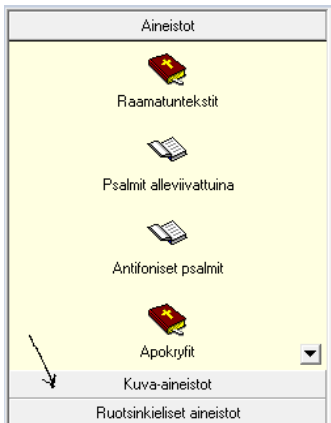 Aineistot
Raamatuntekstit
Psalmit alleviivattuina
Antifoniset psalmit
Apokryfit
Kuva-aineistot
Ruotsinkieliset aineistot